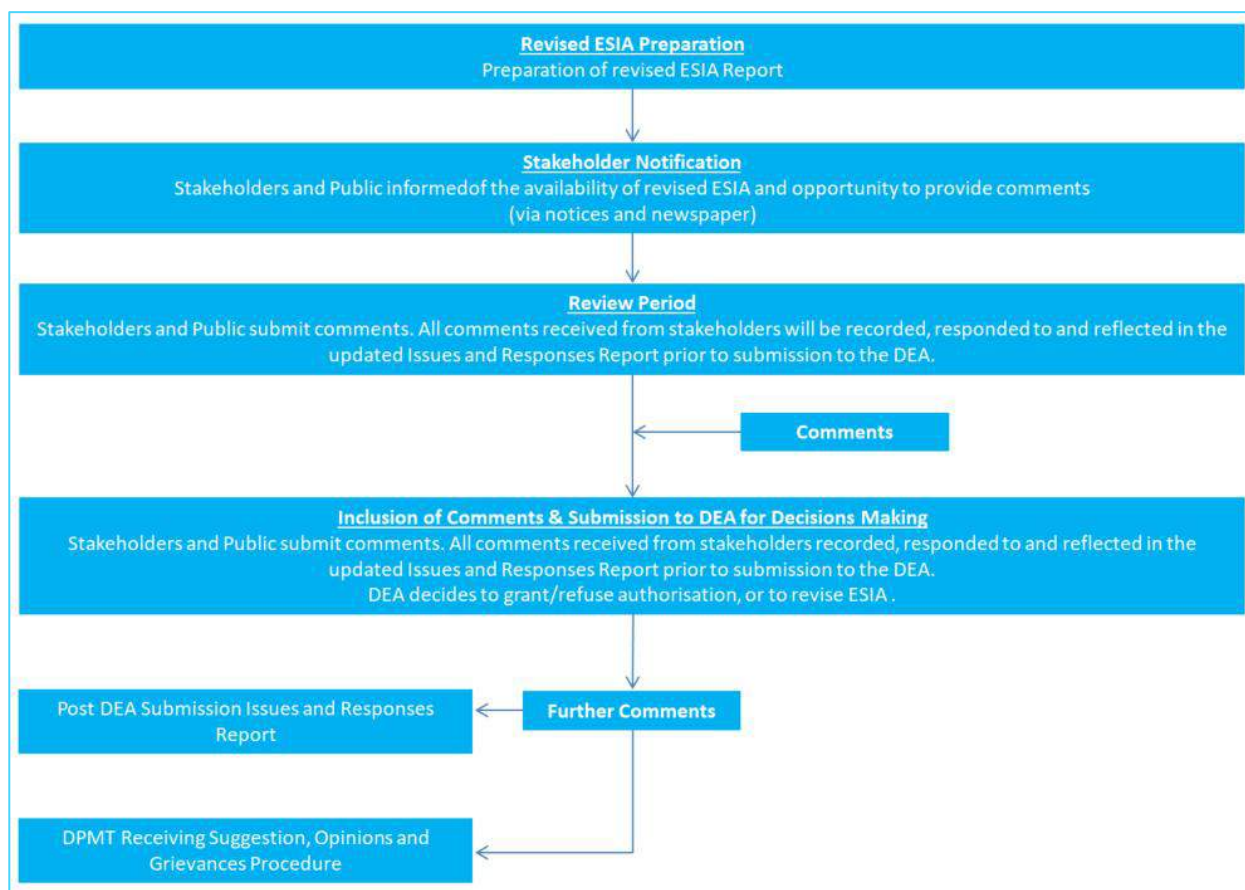 Revised ESIA Preparation
Preparation of revised ESIA Report
Stakeholder Notification
Stakeholders and Public informedof the availability of revised ESIA and opportunity to provide comments
(via notices and newspaper)
Review Period
Stakeholders and Public submit comments. All comments received from stakeholders will be recorded, responded to and reflected in the
updated Issues and Responses Report prior to submission to the DEA.
Comments
Inclusion of Comments & Submission to DEA for Decisions Making
Stakeholders and Public submit comments. All comments received from stakeholders recorded, responded to and reflected in the
updated Issues and Responses Report prior to submission to the DEA.
DEA decides to grant/refuse authorisation, or to revise ESIA .
Further Comments
Post DEA Submission Issues and Responses
Report
DPMT Receiving Suggestion, Opinions and
Grievances Procedure